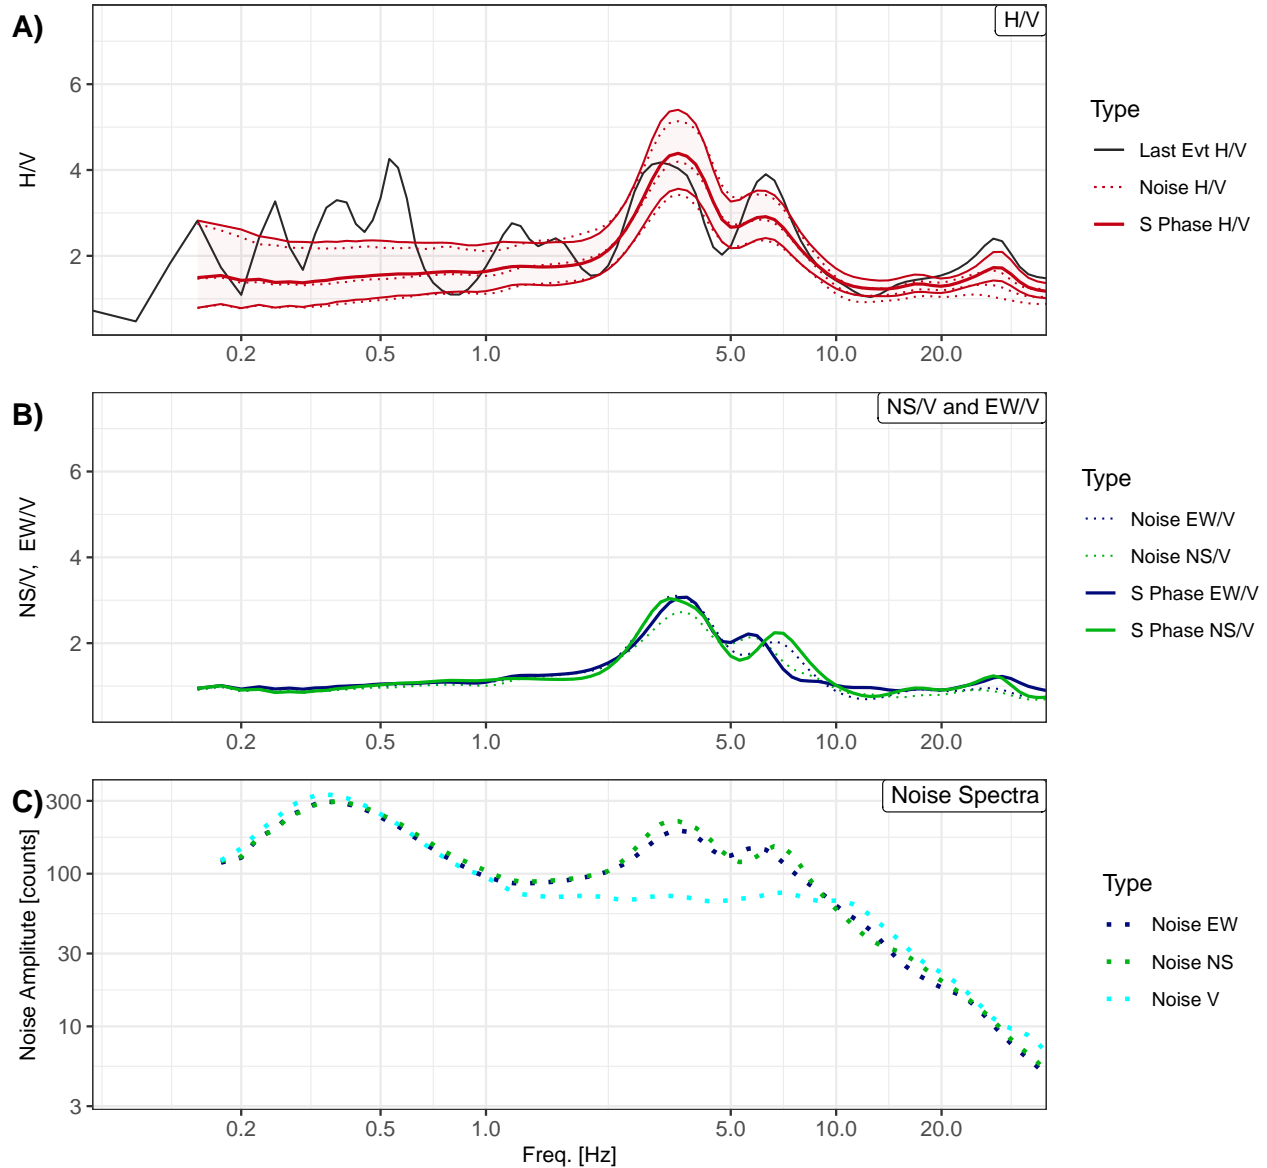 A)
H/V
6
4
2
H/V
0.2 0.5 1.0 5.0 10.0 20.0
Type
Last Evt H/V
Noise H/V
S Phase H/V
B)
NS/V and EW/V
6
4
2
NS/V, EW/V
0.2 0.5 1.0 5.0 10.0 20.0
Type
Noise EW/V
Noise NS/V
S Phase EW/V
S Phase NS/V
C)
Noise Spectra
300
100
30
10
3
Noise Amplitute [counts]
0.2 0.5 1.0 5.0 10.0 20.0
Freq. [Hz]
Type
Noise EW
Noise NS
Noise V